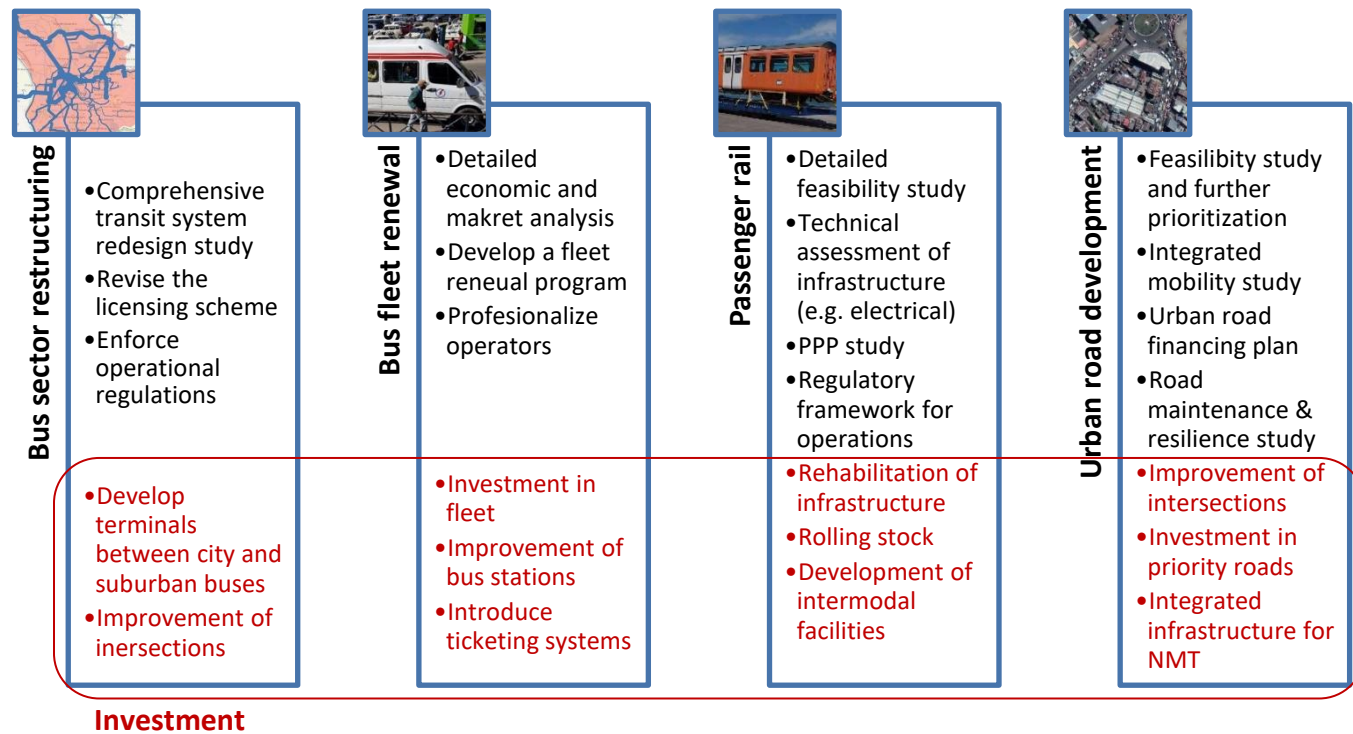 Bus sector restructuring
•Comprehensive
transit system
redesign study
•Revise the
licensing scheme
•Enforce
operational
regulations
•Develop
terminals
between city and
suburban buses
•Improvement of
inersections
Bus fleet renewal
•Detailed
economic and
makret analysis
•Develop a fleet
reneual program
•Profesionalize
operators
•Investment in
fleet
•Improvement of
bus stations
•Introduce
ticketing systems
Passenger rail
•Detailed
feasibility study
•Technical
assessment of
infrastructure
(e.g. electrical)
•PPP study
•Regulatory
framework for
operations
•Rehabilitation of
infrastructure
•Rolling stock
•Development of
intermodal
facilities
Urban road development
•Feasilibity study
and further
prioritization
•Integrated
mobility study
•Urban road
financing plan
•Road
maintenance &
resilience study
•Improvement of
intersections
•Investment in
priority roads
•Integrated
infrastructure for
NMT
Investment